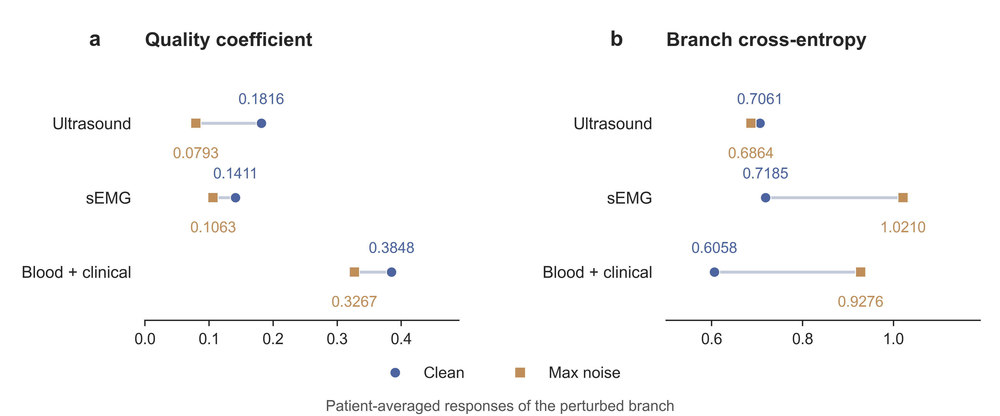 a Quality coefficient
0.1816
Ultrasound
0.0793
0.1411
sEMG
0.1063
0.3848
Blood + clinical
0.3267
0.0 0.1 0.2 0.3 0.4
b Branch cross-entropy
0.7061
Ultrasound
0.6864
0.7185
sEMG
1.0210
0.6058
Blood + clinical
0.9276
0.6 0.8 1.0
Clean Max noise
Patient-averaged responses of the perturbed branch